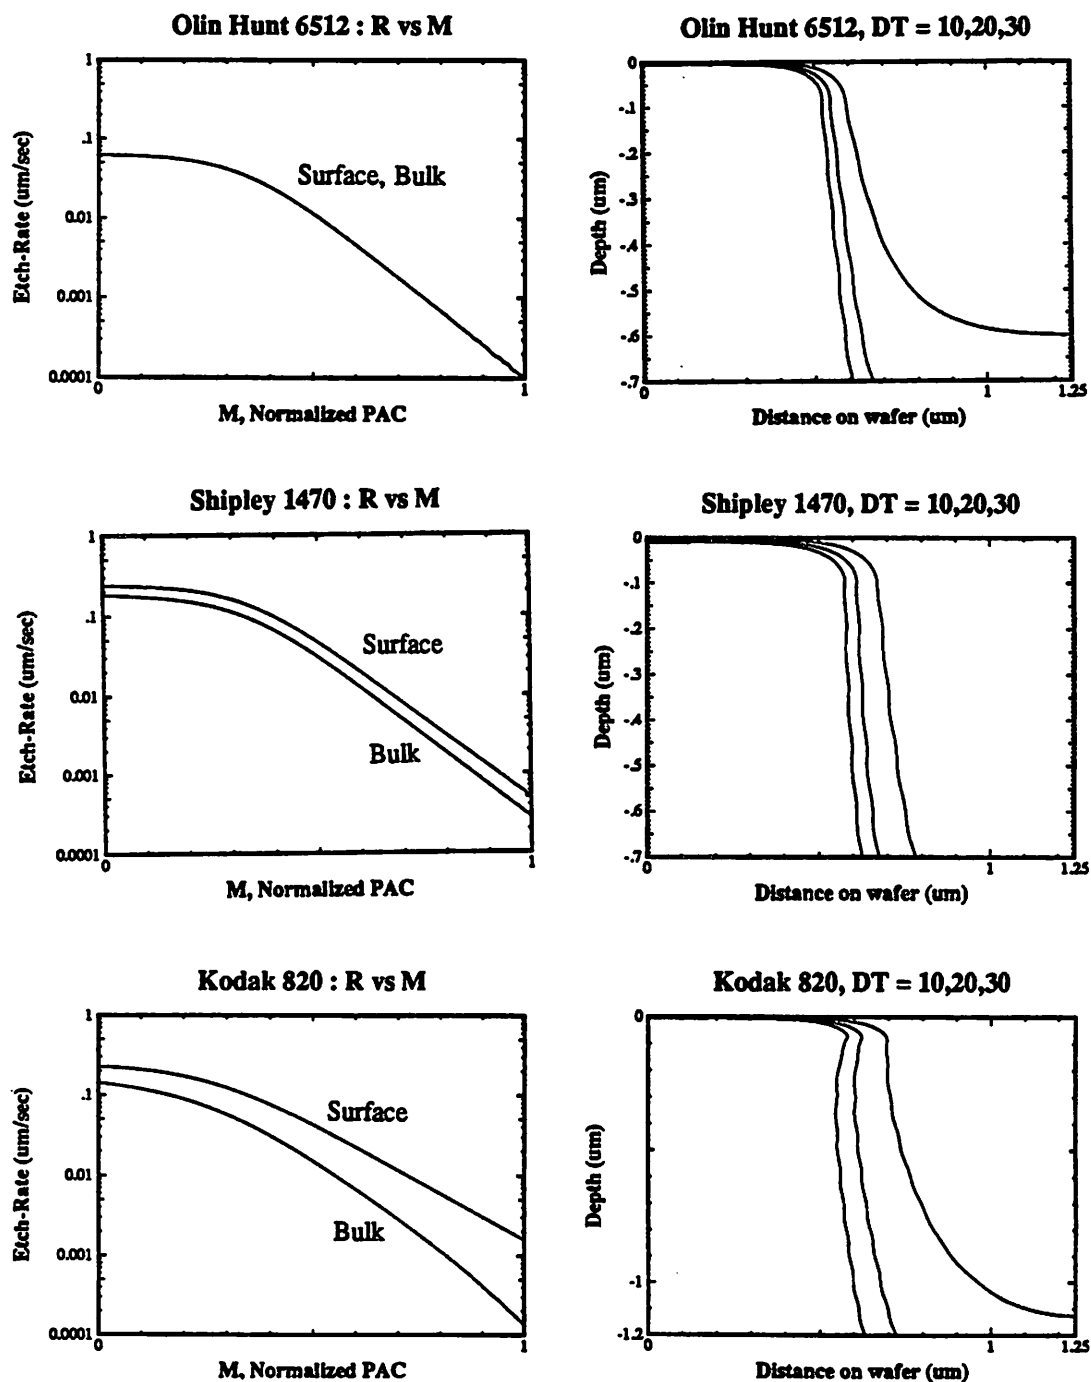 Olin Hunt 6512 : R vs M
Etch-Rate (um/sec)
1
.1
0.01
0.001
0.0001
0
1
Surface, Bulk
M, Normalized PAC
Olin Hunt 6512, DT = 10,20,30
Depth (um)
0
-.1
-.2
-.3
-.4
-.5
-.6
-.7
0
1
1.25
Distance on wafer (um)
Shipley 1470 : R vs M
Etch-Rate (um/sec)
1
.1
0.01
0.001
0.0001
0
1
Surface
Bulk
M, Normalized PAC
Shipley 1470, DT = 10,20,30
Depth (um)
0
-.1
-.2
-.3
-.4
-.5
-.6
-.7
0
1
1.25
Distance on wafer (um)
Kodak 820 : R vs M
Etch-Rate (um/sec)
1
.1
0.01
0.001
0.0001
0
1
Surface
Bulk
M, Normalized PAC
Kodak 820, DT = 10,20,30
Depth (um)
0
-1
-1.2
0
1
1.25
Distance on wafer (um)